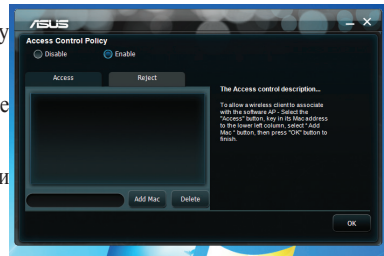 /SUS
Access Control Policy
Disable Enable
Access Reject
The Access control description...
To allow a wireless client to associate
with the software AP - Select the
"Access" button, key in its Mac address
to the lower left column, select " Add
Mac " button, then press "OK" button to
finish.
Add Mac Delete
OK
у
е
и